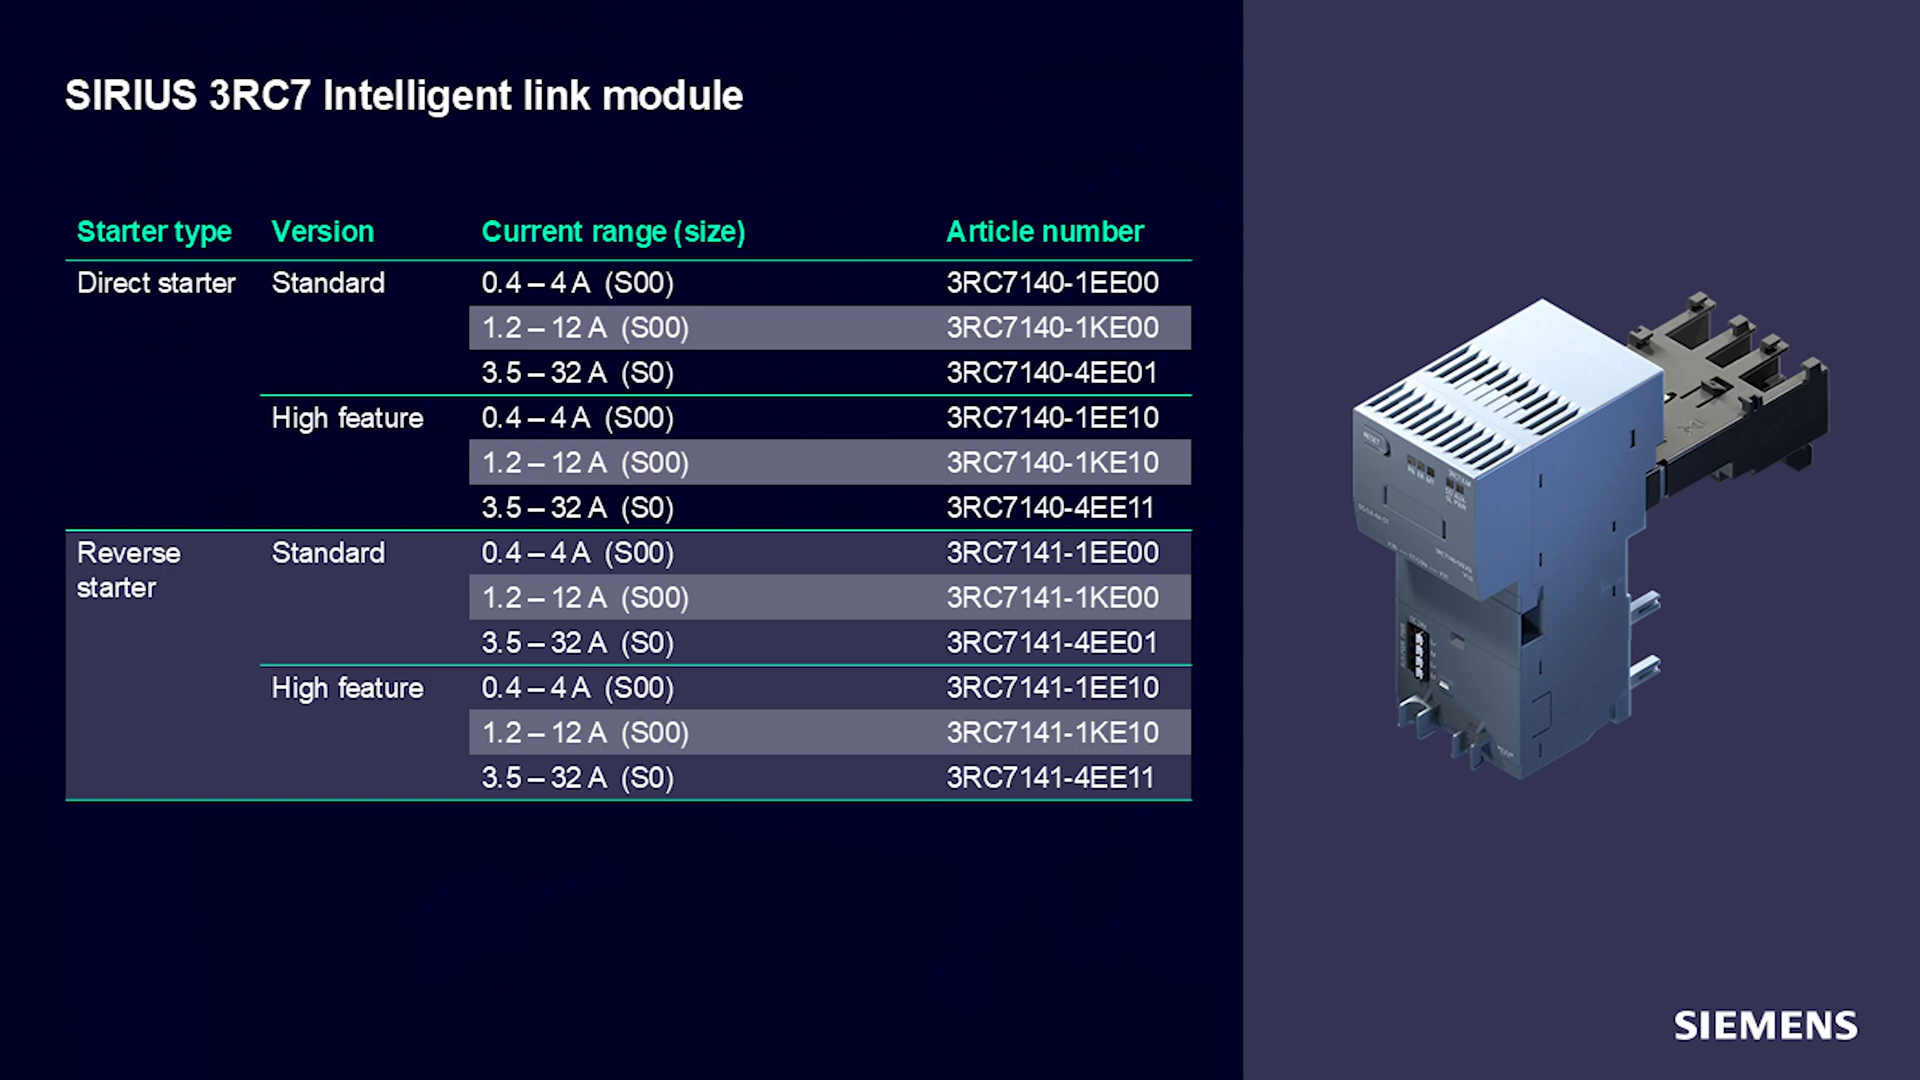 SIRIUS 3RC7 Intelligent link module
Starter type Version Current range (size) Article number
Direct starter Standard 0.4 – 4 A (S00) 3RC7140-1EE00
1.2 – 12 A (S00) 3RC7140-1KE00
3.5 – 32 A (S0) 3RC7140-4EE01
High feature 0.4 – 4 A (S00) 3RC7140-1EE10
1.2 – 12 A (S00) 3RC7140-1KE10
3.5 – 32 A (S0) 3RC7140-4EE11
Reverse Standard 0.4 – 4 A (S00) 3RC7141-1EE00
starter
1.2 – 12 A (S00) 3RC7141-1KE00
3.5 – 32 A (S0) 3RC7141-4EE01
High feature 0.4 – 4 A (S00) 3RC7141-1EE10
1.2 – 12 A (S00) 3RC7141-1KE10
3.5 – 32 A (S0) 3RC7141-4EE11
RESET
SIEMENS